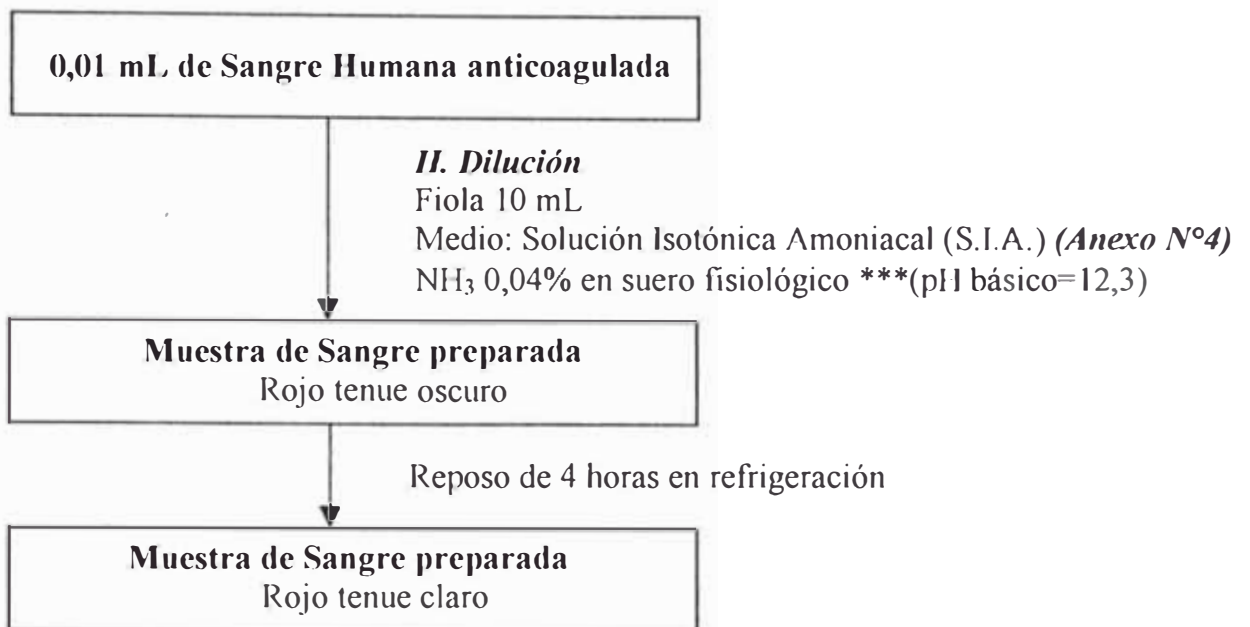 0,01 mL de Sangre Humana anticoagulada
II. Dilución
Fiola 10 mL
Medio: Solución Isotónica Amoniacal (S.I.A.) (Anexo N°4)
NH₃ 0,04% en suero fisiológico ***(pH básico=12,3)
Muestra de Sangre preparada
Rojo tenue oscuro
Reposo de 4 horas en refrigeración
Muestra de Sangre preparada
Rojo tenue claro